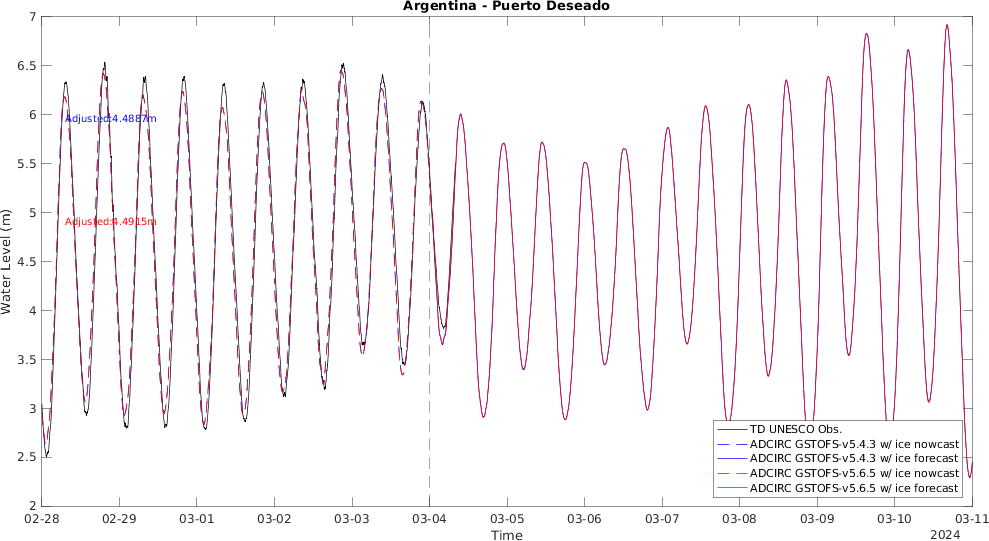 Argentina - Puerto Deseado
7
6.5
6
5.5
5
4.5
4
3.5
3
2.5
2
Water Level (m)
Adjusted:4.4887m
Adjusted:4.4915m
TD UNESCO Obs.
ADCIRC GSTOFS-v5.4.3 w/ ice nowcast
ADCIRC GSTOFS-v5.4.3 w/ ice forecast
ADCIRC GSTOFS-v5.6.5 w/ ice nowcast
ADCIRC GSTOFS-v5.6.5 w/ ice forecast
02-28 02-29 03-01 03-02 03-03 03-04 03-05 03-06 03-07 03-08 03-09 03-10 03-11
Time
2024